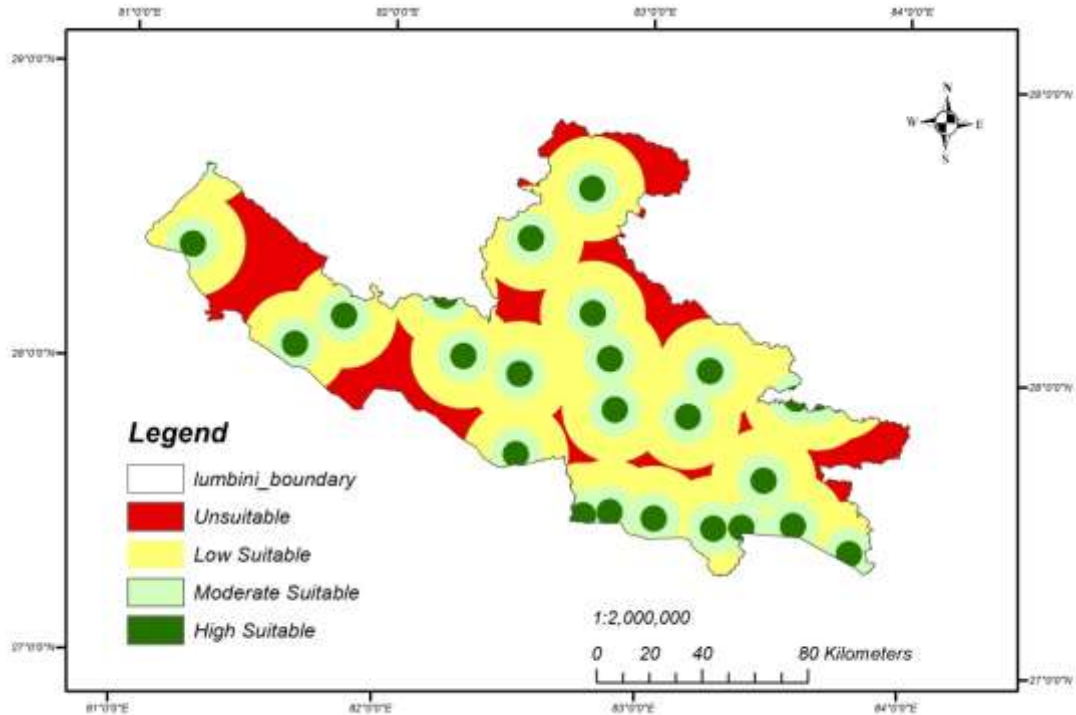 81°0'0"E 82°0'0"E 83°0'0"E 84°0'0"E
29°0'0"N
29°0'0"N
N
W E
S
28°0'0"N
28°0'0"N
Legend
lumbini_boundary
Unsuitable
Low Suitable
Moderate Suitable
High Suitable
1:2,000,000
0 20 40 80 Kilometers
27°0'0"N
27°0'0"N
81°0'0"E 82°0'0"E 83°0'0"E 84°0'0"E